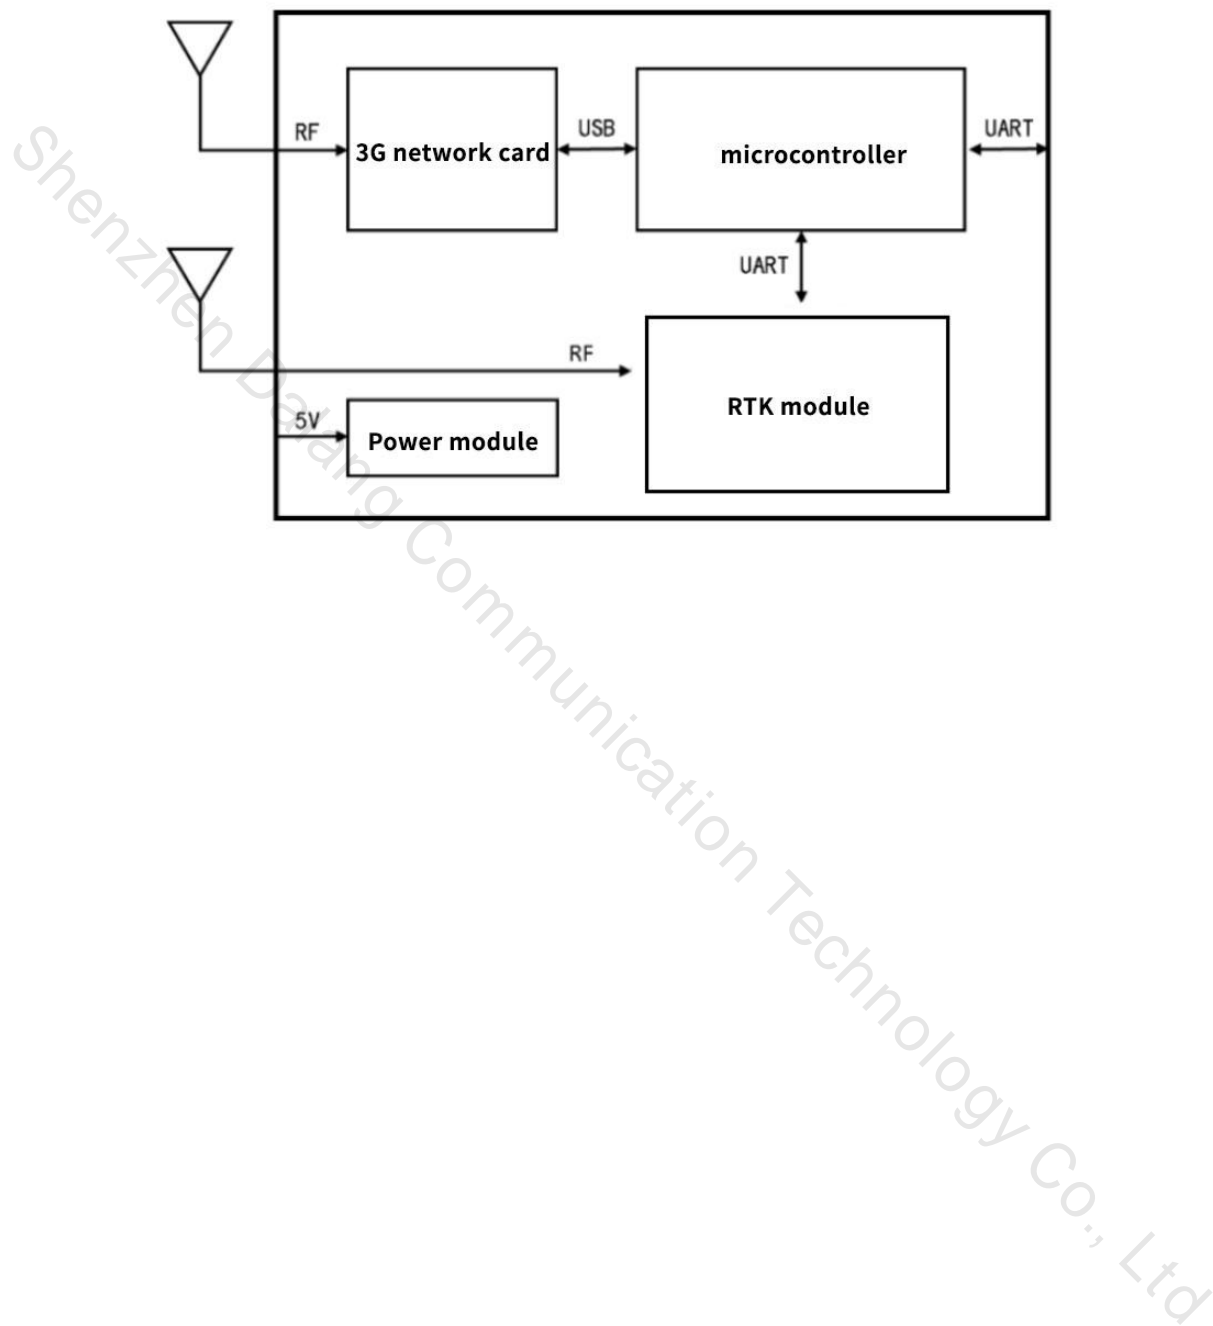 RF
3G network card
USB
microcontroller
UART
UART
RF
RTK module
5V
Power module
Shenzhen Dalang Communication Technology Co., Ltd